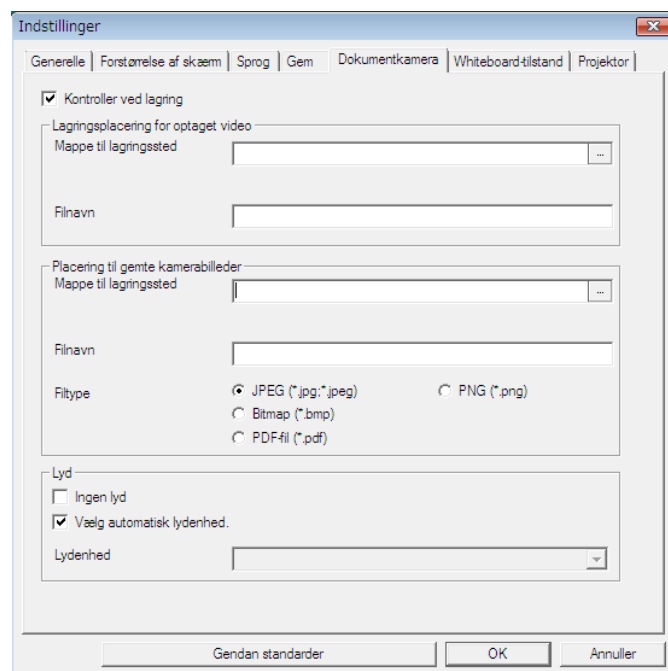 Indstillinger
Generelle Forstørrelse af skærm Sprog Gem Dokumentkamera Whiteboard-tilstand Projektor
Kontroller ved lagring
Lagringsplacering for optaget video
Mappe til lagringssted ...
Filnavn
Placering til gemte kamerabilleder
Mappe til lagringssted ...
Filnavn
Filtype JPEG (*.jpg;*.jpeg) PNG (*.png)
Bitmap (*.bmp)
PDF-fil (*.pdf)
Lyd
Ingen lyd
Vælg automatisk lydenhed.
Lydenhed
Gendan standarder OK Annuller